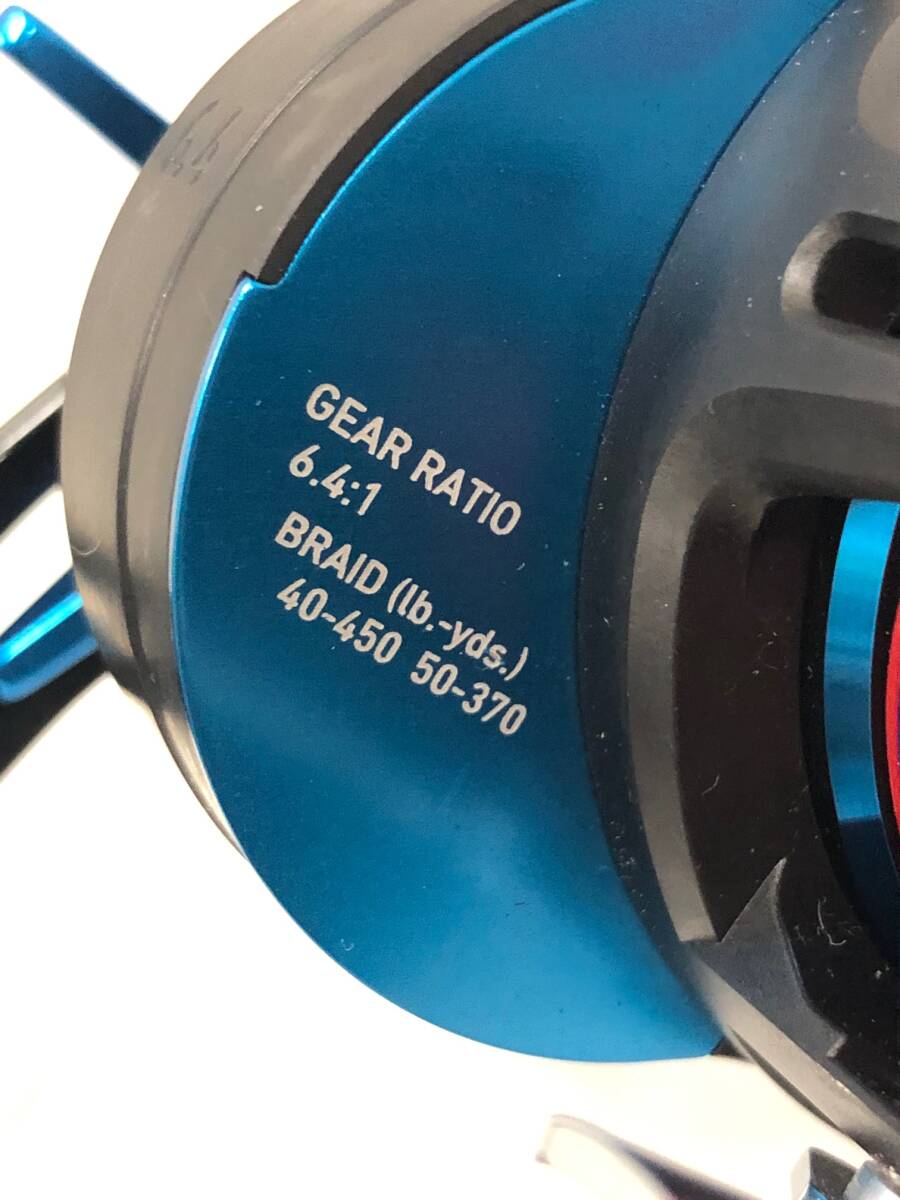 GEAR RATIO
6.4:1
BRAID (lb.-yds.)
40-450 50-370